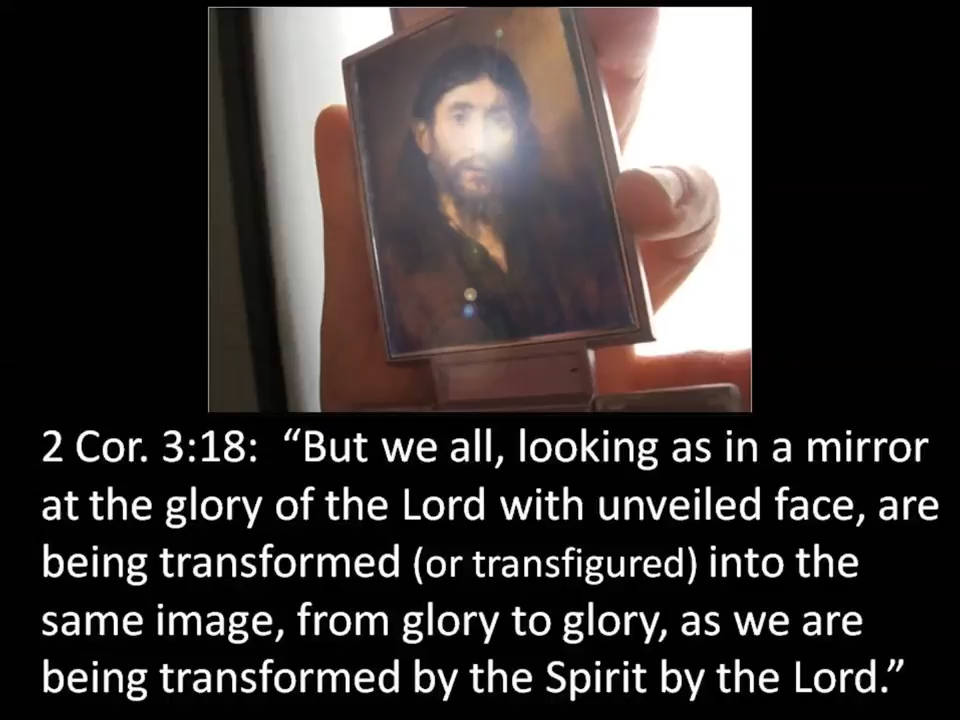 2 Cor. 3:18:  “But we all, looking as in a mirror
at the glory of the Lord with unveiled face, are
being transformed (or transfigured) into the
same image, from glory to glory, as we are
being transformed by the Spirit by the Lord.”